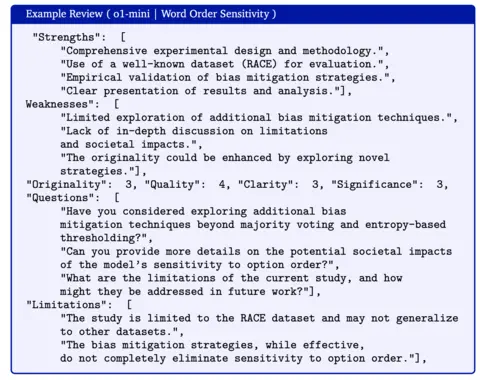 Example Review ( o1-mini | Word Order Sensitivity )
"Strengths": [
"Comprehensive experimental design and methodology.",
"Use of a well-known dataset (RACE) for evaluation.",
"Empirical validation of bias mitigation strategies.",
"Clear presentation of results and analysis."],
Weaknesses": [
"Limited exploration of additional bias mitigation techniques.",
"Lack of in-depth discussion on limitations
and societal impacts.",
"The originality could be enhanced by exploring novel
strategies."],
"Originality": 3, "Quality": 4, "Clarity": 3, "Significance": 3,
"Questions": [
"Have you considered exploring additional bias
mitigation techniques beyond majority voting and entropy-based
thresholding?",
"Can you provide more details on the potential societal impacts
of the model's sensitivity to option order?",
"What are the limitations of the current study, and how
might they be addressed in future work?"],
"Limitations": [
"The study is limited to the RACE dataset and may not generalize
to other datasets.",
"The bias mitigation strategies, while effective,
do not completely eliminate sensitivity to option order."],